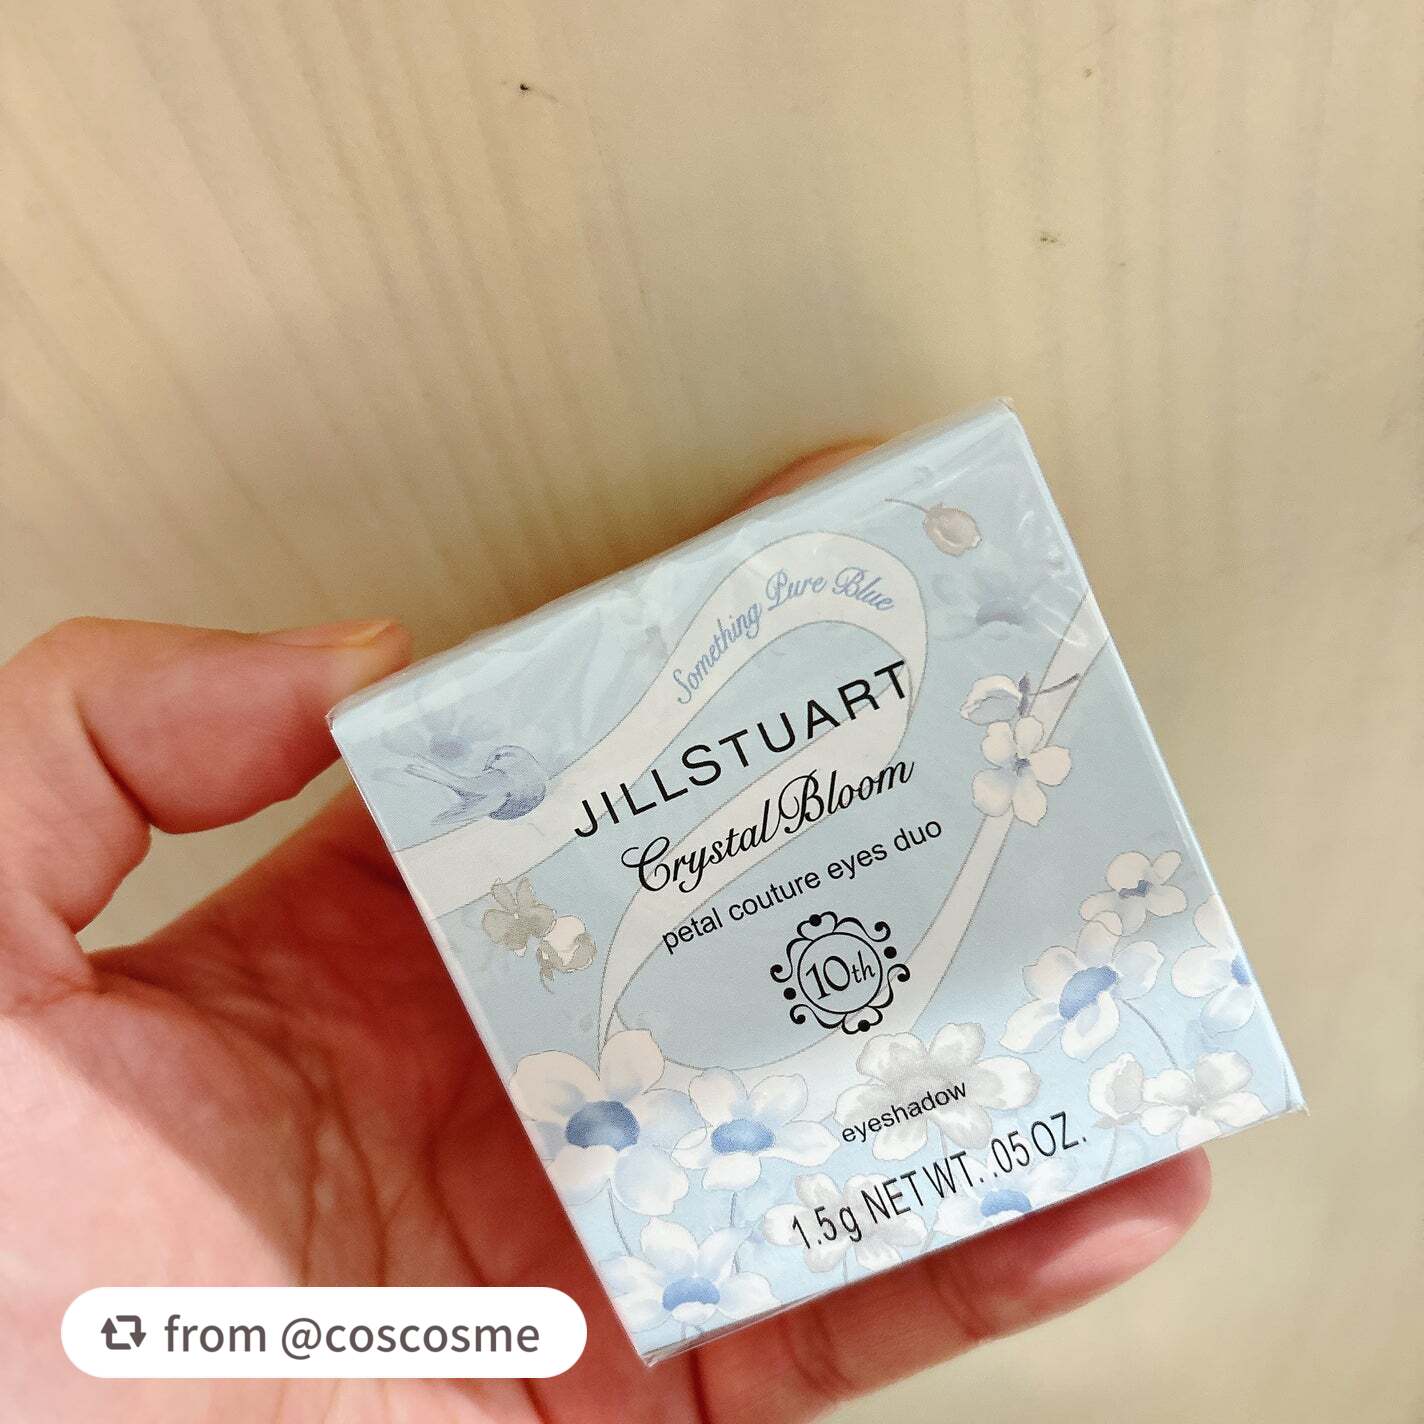 Something Pure Blue
JILLSTUART
Crystal Bloom
petal couture eyes duo
10th
eyeshadow
1.5g NET WT. .05 OZ.
from @coscosme